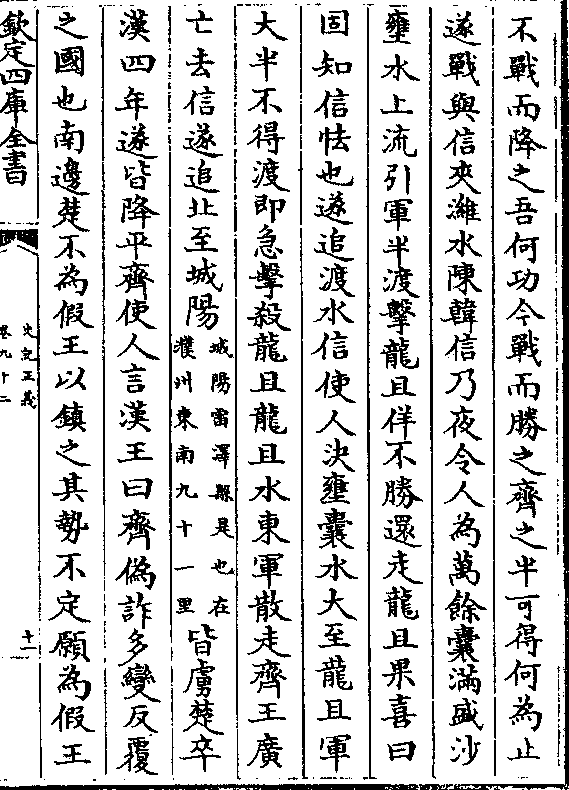 不戰而降之吾何功今戰而勝之齊之半可得何為止
遂戰與信夾濰水陳韓信乃夜令人為萬餘囊滿盛沙
壅水上流引軍半渡擊龍且佯不勝還走龍且果喜曰
固知信怯也遂追渡水信使人決壅囊水大至龍且軍
大半不得渡即急擊殺龍且龍且水東軍散走齊王廣
亡去信遂追北至城陽
城陽雷澤縣是也在
濮州東南九十一里
皆虜楚卒
漢四年遂皆降平齊使人言漢王曰齊偽詐多變反覆
之國也南邊楚不為假王以鎮之其勢不定願為假王
欽定四庫全書
史記正義
卷九十二
十一